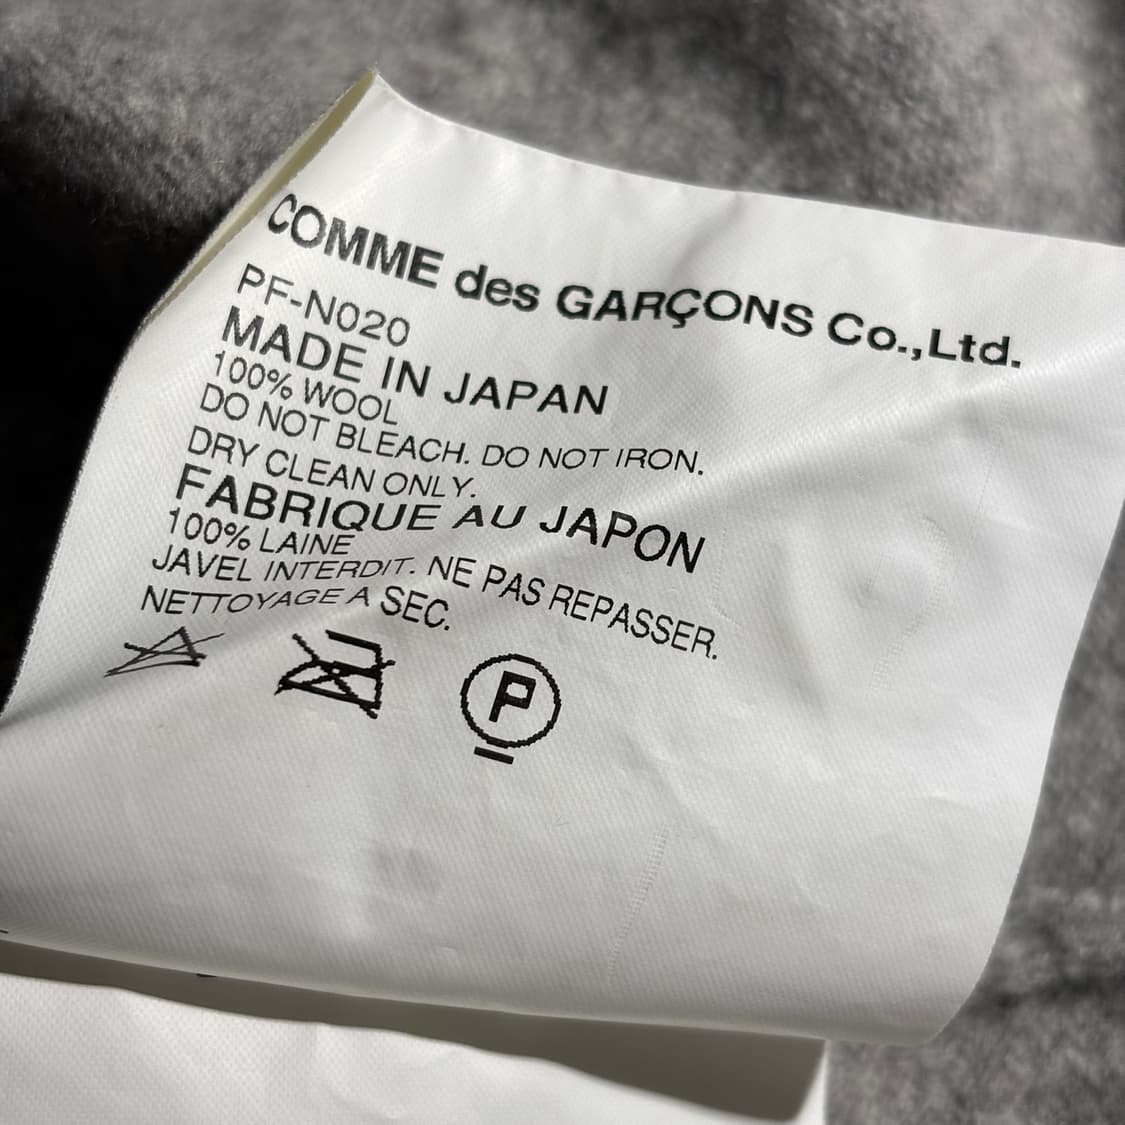 COMME des GARÇONS Co.,Ltd.
PF-N020
MADE IN JAPAN
100% WOOL
DO NOT BLEACH. DO NOT IRON.
DRY CLEAN ONLY.
FABRIQUE AU JAPON
100% LAINE
JAVEL INTERDIT. NE PAS REPASSER.
NETTOYAGE A SEC.
P